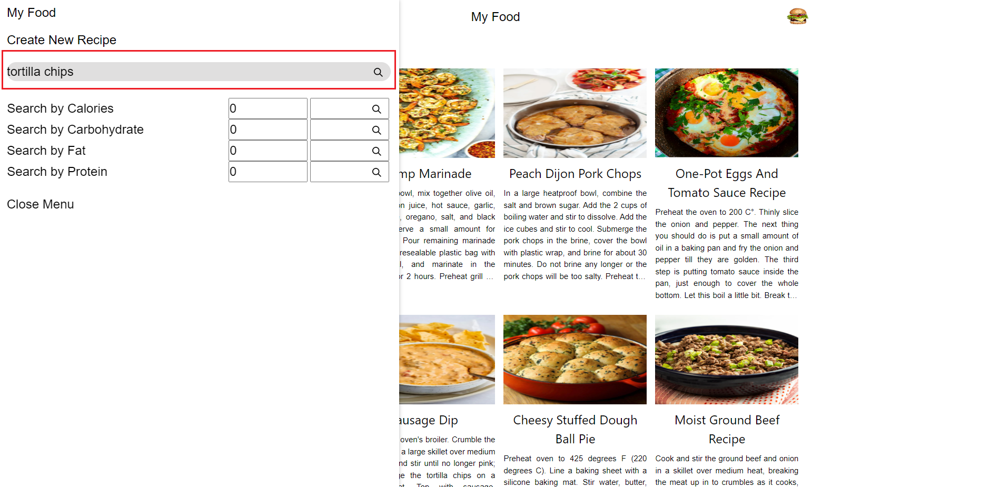 My Food
Create New Recipe
tortilla chips
Search by Calories 0
Search by Carbohydrate 0
Search by Fat 0
Search by Protein 0
Close Menu
My Food
Marinade
owl, mix together olive oil,
juice, hot sauce, garlic,
, oregano, salt, and black
a small amount for
Pour remaining marinade
resealable plastic bag with
and marinate in the
2 hours. Preheat grill ...
Peach Dijon Pork Chops
In a large heatproof bowl, combine the
salt and brown sugar. Add the 2 cups of
boiling water and stir to dissolve. Add the
ice cubes and stir to cool. Submerge the
pork chops in the brine, cover the bowl
with plastic wrap, and brine for about 30
minutes. Do not brine any longer or the
pork chops will be too salty. Preheat t...
One-Pot Eggs And
Tomato Sauce Recipe
Preheat the oven to 200 C°. Thinly slice
the onion and pepper. The next thing
you should do is put a small amount of
oil in a baking pan and fry the onion and
pepper till they are golden. The third
step is putting tomato sauce inside the
pan, just enough to cover the whole
bottom. Let this boil a little bit. Break t...
ausage Dip
oven's broiler. Crumble the
a large skillet over medium
nd stir until no longer pink;
the tortilla chips on a
Top with sausage
Cheesy Stuffed Dough
Ball Pie
Preheat oven to 425 degrees F (220
degrees C). Line a baking sheet with a
silicone baking mat. Stir water, butter,
Moist Ground Beef
Recipe
Cook and stir the ground beef and onion
in a skillet over medium heat, breaking
the meat up in to crumbles as it cooks,